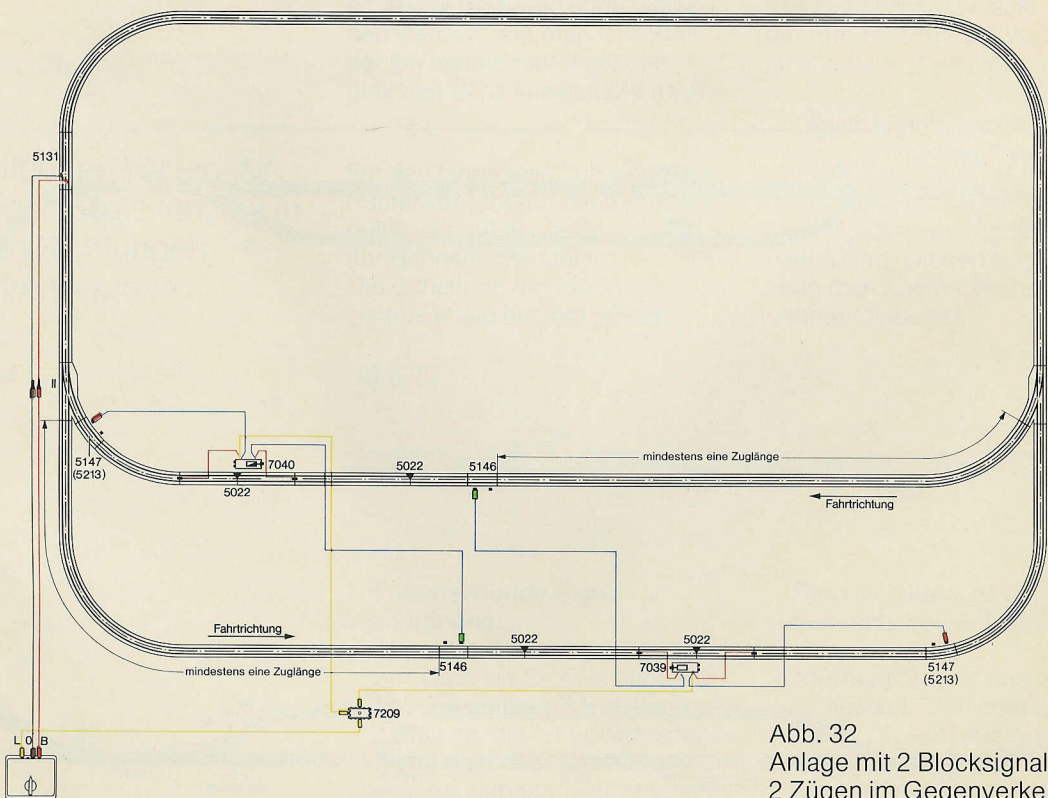 5131
II
5147
(5213)
7040
5022
5022
5146
mindestens eine Zuglänge
Fahrtrichtung
Fahrtrichtung
mindestens eine Zuglänge
5146
5022
5022
7039
5147
(5213)
7209
L 0 B
Abb. 32
Anlage mit 2 Blocksignal
2 Zügen im Gegenverke